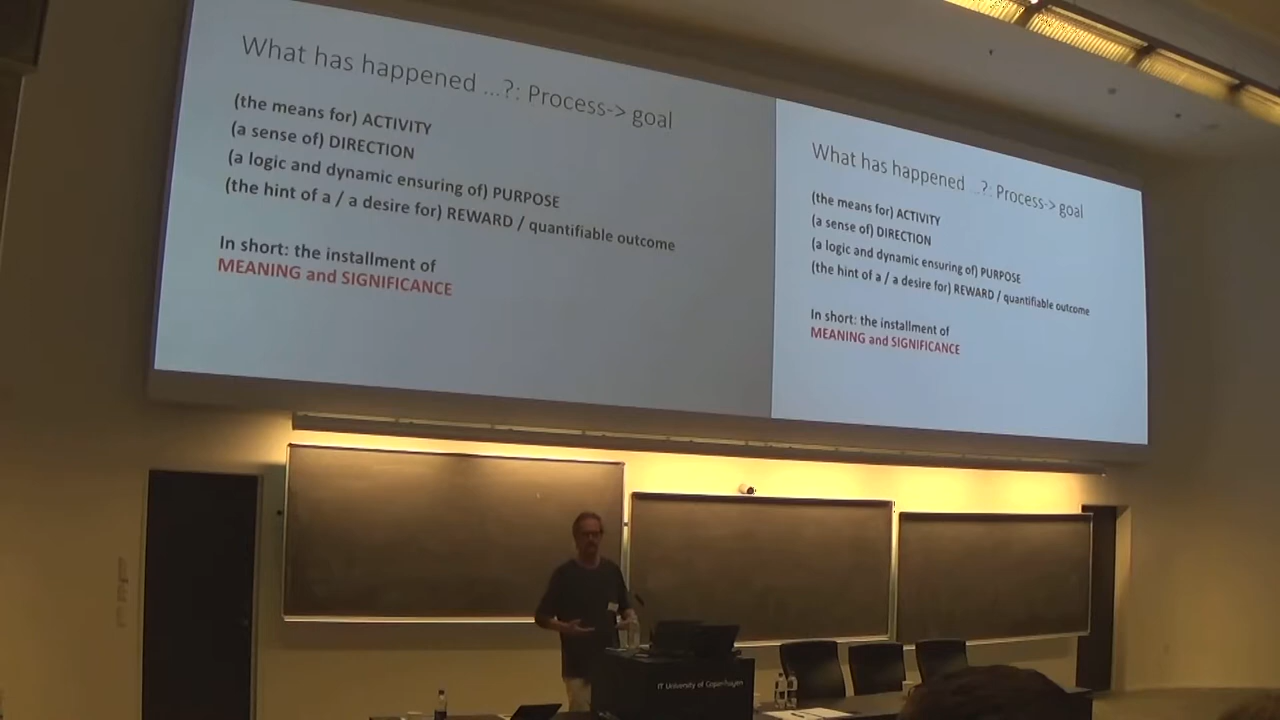 What has happened ...?: Process-> goal
(the means for) ACTIVITY
(a sense of) DIRECTION
(a logic and dynamic ensuring of) PURPOSE
(the hint of a / a desire for) REWARD / quantifiable outcome
In short: the installment of
MEANING and SIGNIFICANCE
What has happened ...?: Process-> goal
(the means for) ACTIVITY
(a sense of) DIRECTION
(a logic and dynamic ensuring of) PURPOSE
(the hint of a / a desire for) REWARD / quantifiable outcome
In short: the installment of
MEANING and SIGNIFICANCE
IT University of Copenhagen